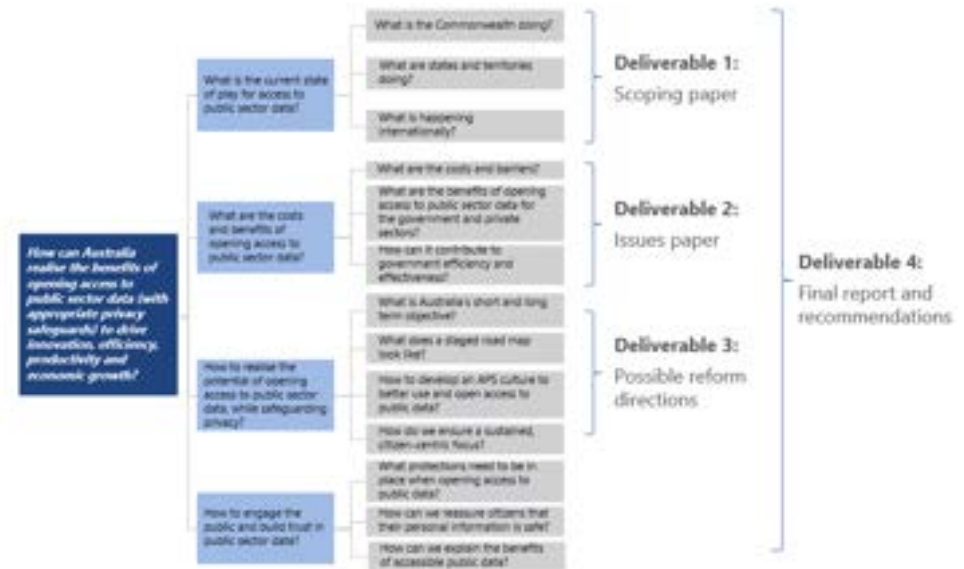 How can Australia
realise the benefits of
opening access to
public sector data (with
appropriate privacy
safeguards) to drive
innovation, efficiency,
productivity and
economic growth?
What is the current state
of play for access to
public sector data?
What is the Commonwealth doing?
What are states and territories
doing?
What is happening
internationally?
Deliverable 1:
Scoping paper
What are the costs
and benefits of
opening access to
public sector data?
What are the costs and barriers?
What are the benefits of opening
access to public sector data for
the government and private
sectors?
How can it contribute to
government efficiency and
effectiveness?
Deliverable 2:
Issues paper
How to realise the
potential of opening
access to public sector
data, while safeguarding
privacy?
What is Australia's short and long
term objective?
What does a staged road map
look like?
How to develop an APS culture to
better use and open access to
public data?
How do we ensure a sustained,
citizen-centric focus?
Deliverable 3:
Possible reform
directions
How to engage the
public and build trust in
public sector data?
What protections need to be in
place when opening access to
public data?
How can we reassure citizens that
their personal information is safe?
How can we explain the benefits
of accessible public data?
Deliverable 4:
Final report and
recommendations